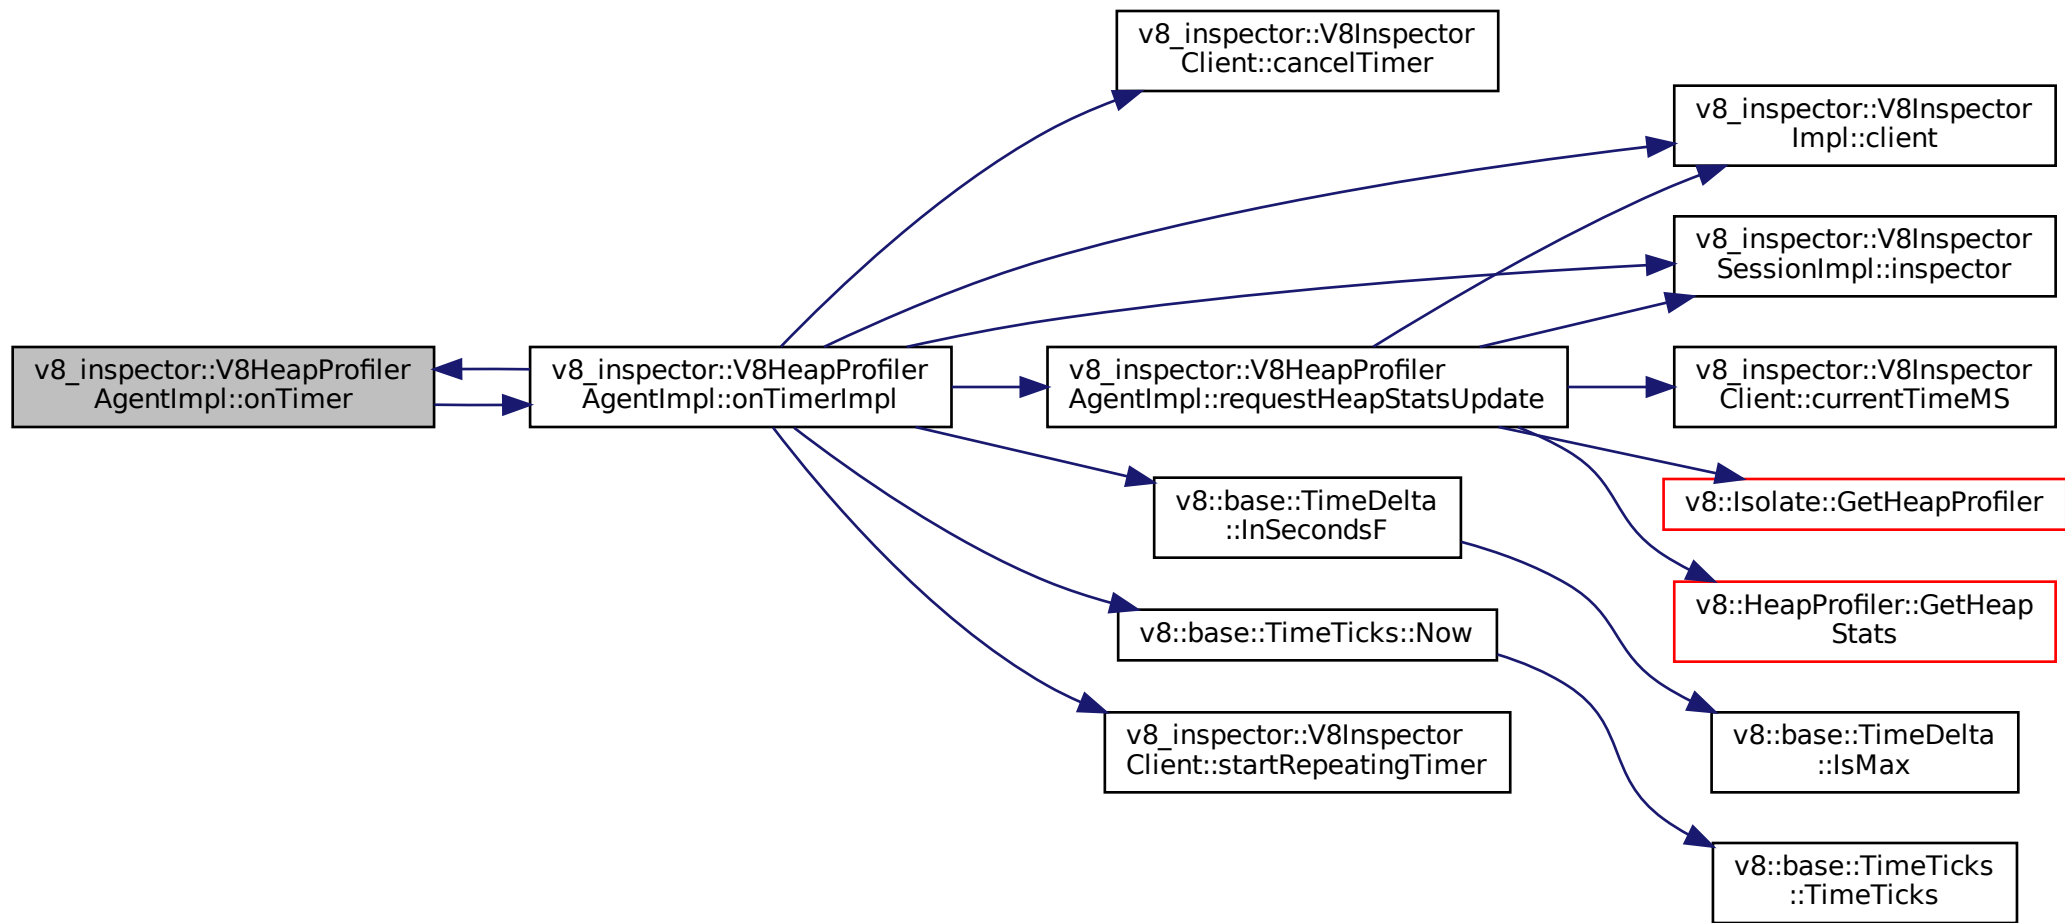 v8_inspector::V8HeapProfiler
AgentImpl::onTimer
v8_inspector::V8HeapProfiler
AgentImpl::onTimerImpl
v8_inspector::V8Inspector
Client::cancelTimer
v8_inspector::V8HeapProfiler
AgentImpl::requestHeapStatsUpdate
v8::base::TimeDelta
::InSecondsF
v8::base::TimeTicks::Now
v8_inspector::V8Inspector
Client::startRepeatingTimer
v8_inspector::V8Inspector
Impl::client
v8_inspector::V8Inspector
SessionImpl::inspector
v8_inspector::V8Inspector
Client::currentTimeMS
v8::Isolate::GetHeapProfiler
v8::HeapProfiler::GetHeap
Stats
v8::base::TimeDelta
::IsMax
v8::base::TimeTicks
::TimeTicks